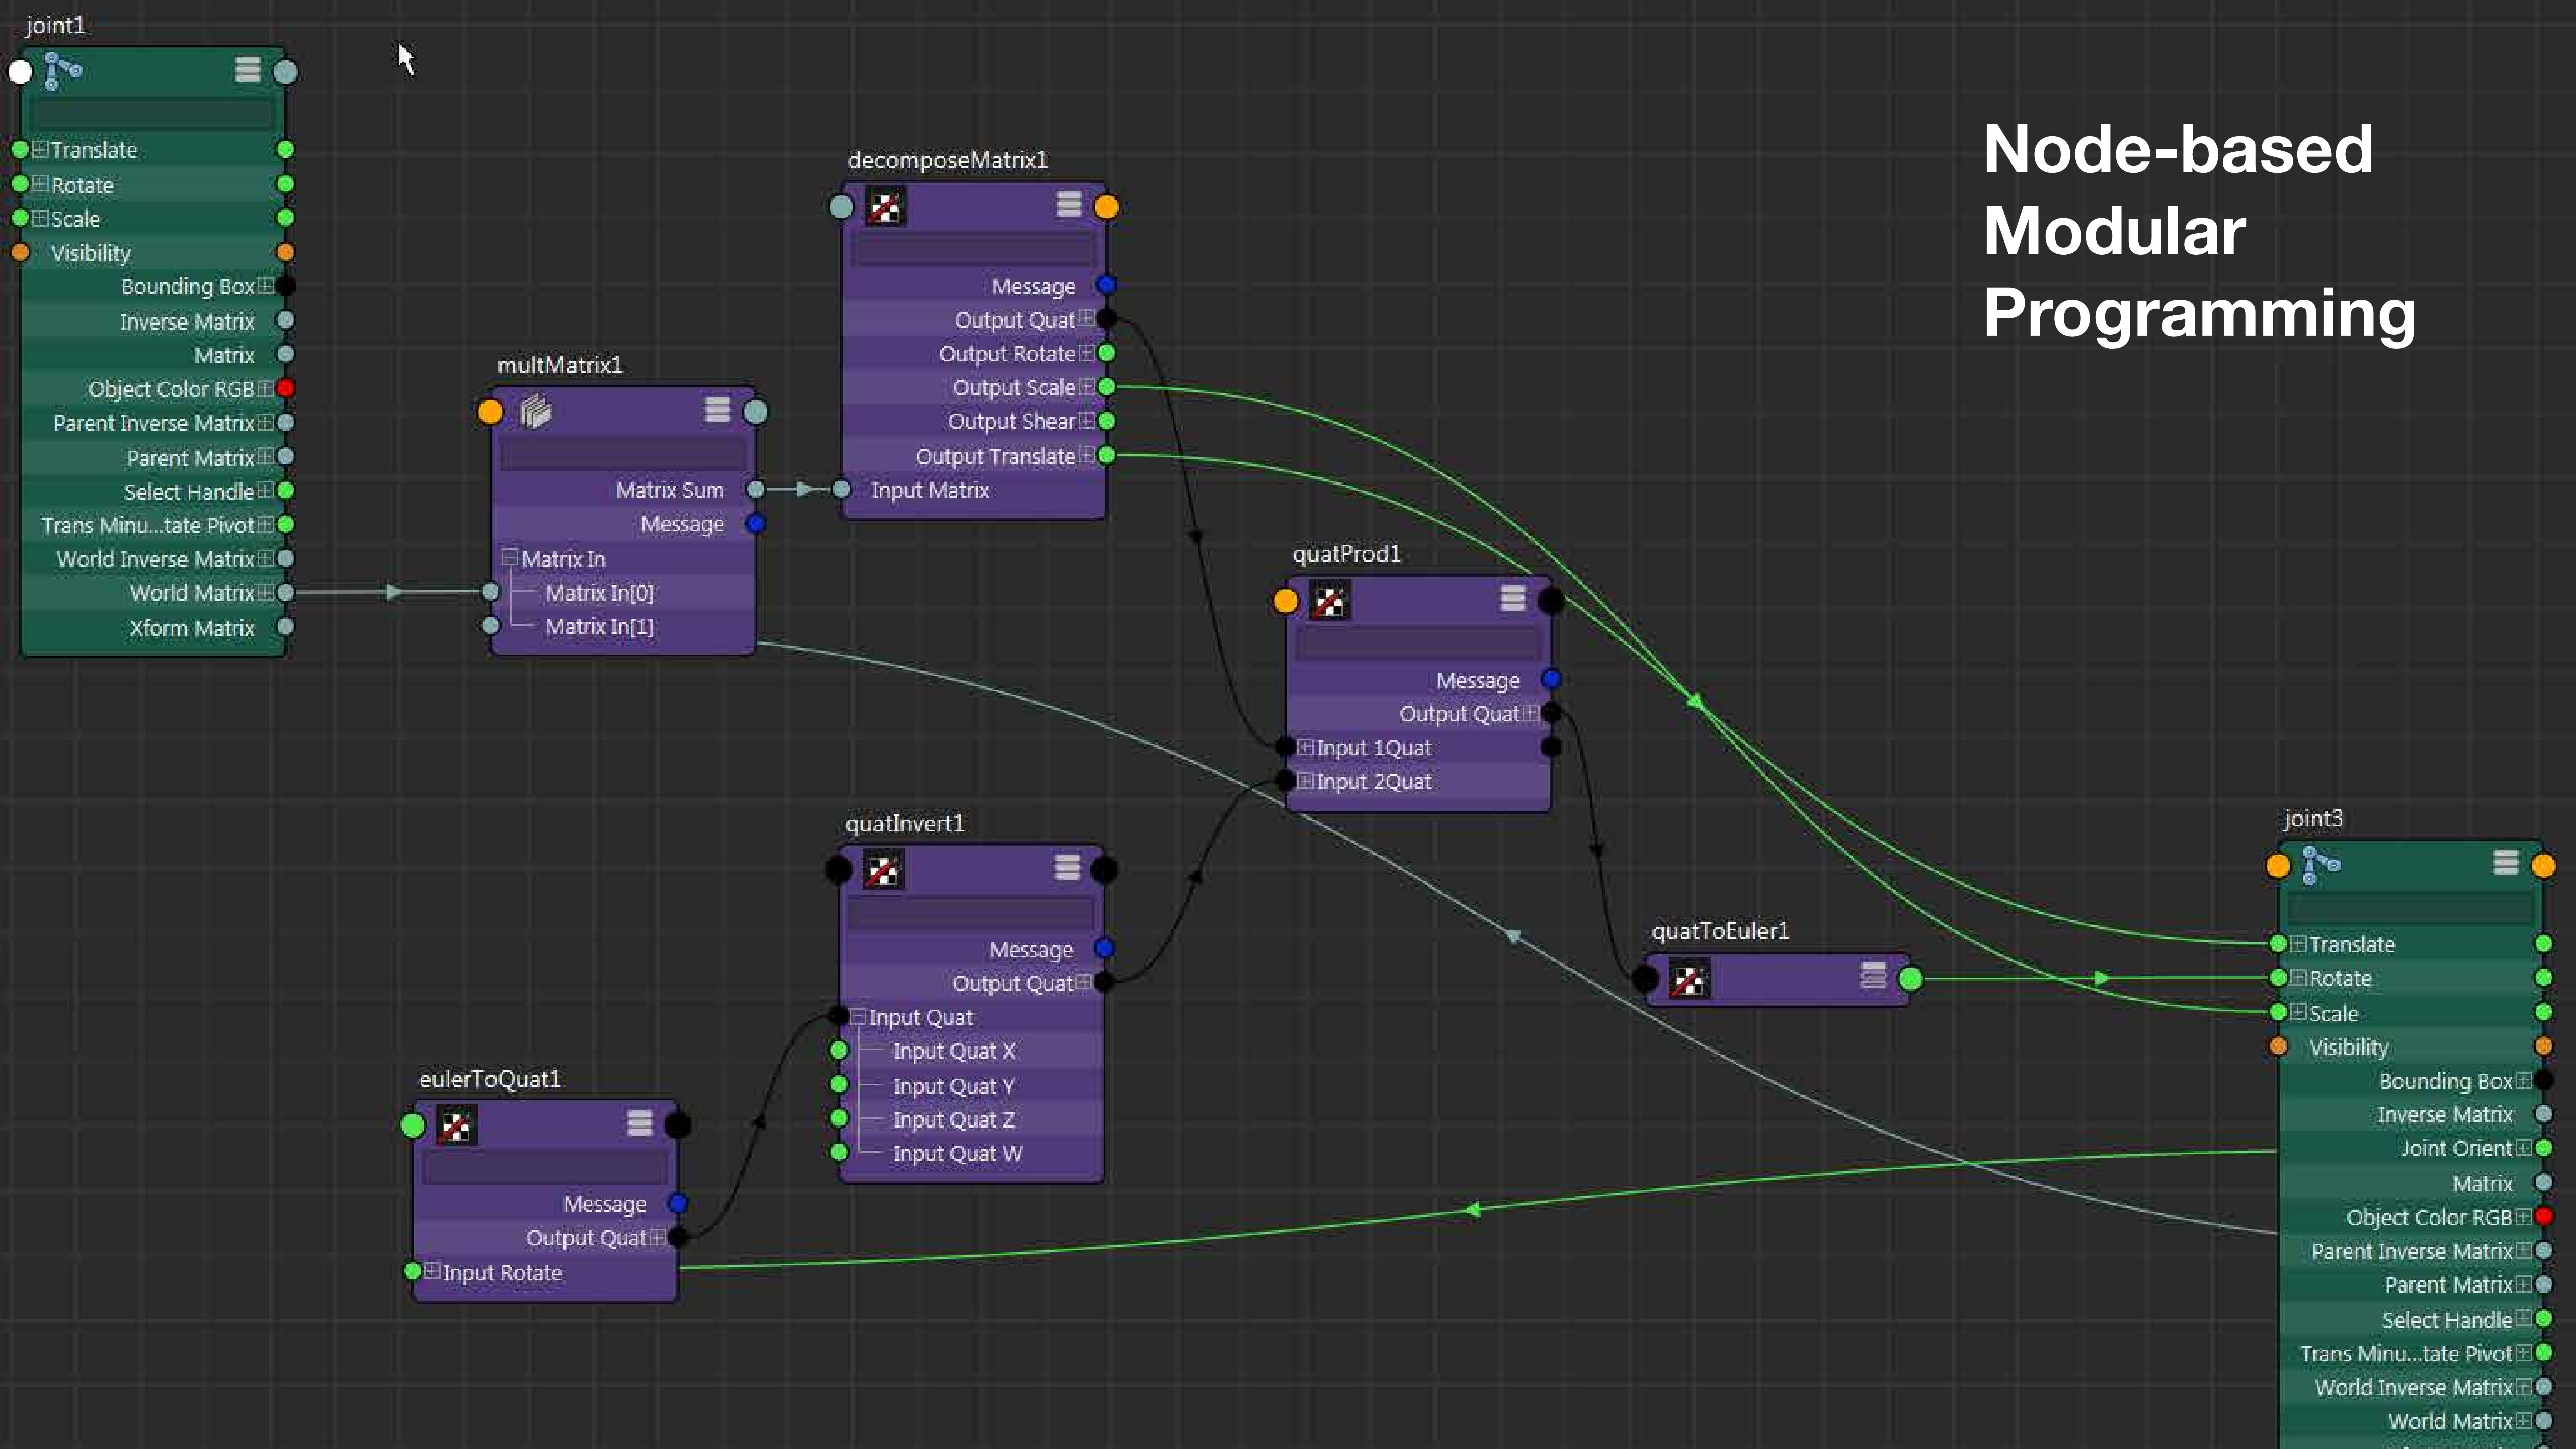 joint1
Translate
Rotate
Scale
Visibility
Bounding Box
Inverse Matrix
Matrix
Object Color RGB
Parent Inverse Matrix
Parent Matrix
Select Handle
Trans Minu...tate Pivot
World Inverse Matrix
World Matrix
Xform Matrix
multMatrix1
Matrix Sum
Message
Matrix In
Matrix In[0]
Matrix In[1]
decomposeMatrix1
Message
Output Quat
Output Rotate
Output Scale
Output Shear
Output Translate
Input Matrix
Node-based
Modular
Programming
quatProd1
Message
Output Quat
Input 1Quat
Input 2Quat
quatInvert1
Message
Output Quat
Input Quat
Input Quat X
Input Quat Y
Input Quat Z
Input Quat W
eulerToQuat1
Message
Output Quat
Input Rotate
quatToEuler1
joint3
Translate
Rotate
Scale
Visibility
Bounding Box
Inverse Matrix
Joint Orient
Matrix
Object Color RGB
Parent Inverse Matrix
Parent Matrix
Select Handle
Trans Minu...tate Pivot
World Inverse Matrix
World Matrix